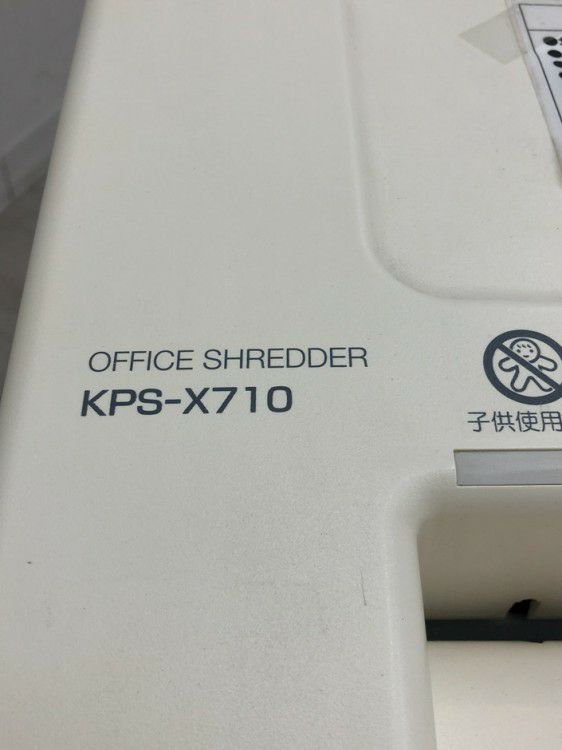 OFFICE SHREDDER
KPS-X710
子供使用